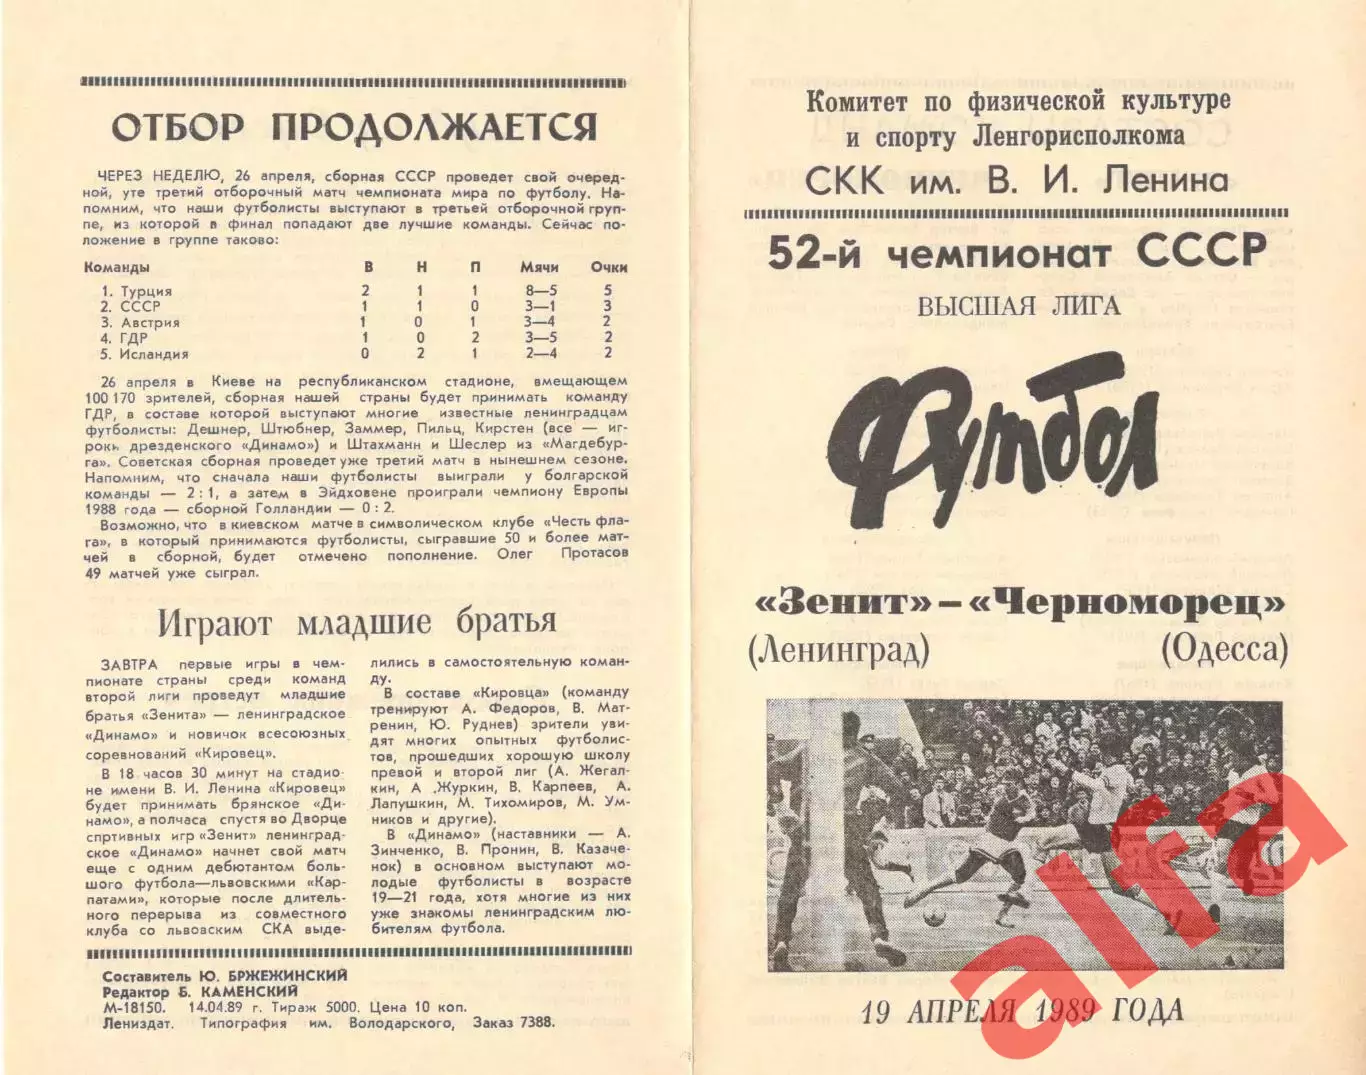 ОТБОР ПРОДОЛЖАЕТСЯ
ЧЕРЕЗ НЕДЕЛЮ, 26 апреля, сборная СССР проведет свой очеред-
ной, уте третий отборочный матч чемпионата мира по футболу. На-
помним, что наши футболисты выступают в третьей отборочной груп-
пе, из которой в финал попадают две лучшие команды. Сейчас по-
ложение в группе таково:
Команды В Н П Мячи Очки
1. Турция 2 1 1 8—5 5
2. СССР 1 1 0 3—1 3
3. Австрия 1 0 1 3—4 2
4. ГДР 1 0 2 3—5 2
5. Исландия 0 2 1 2—4 2
26 апреля в Киеве на республиканском стадионе, вмещающем
100 170 зрителей, сборная нашей страны будет принимать команду
ГДР, в составе которой выступают многие известные ленинградцам
футболисты: Дешнер, Штюбнер, Заммер, Пильц, Кирстен (все — иг-
рокь дрезденского «Динамо») и Штахманн и Шеслер из «Магдебур-
га». Советская сборная проведет уже третий матч в нынешнем сезоне.
Напомним, что сначала наши футболисты выиграли у болгарской
команды — 2:1, а затем в Эйдховене проиграли чемпиону Европы
1988 года — сборной Голландии — 0:2.
Возможно, что в киевском матче в символическом клубе «Честь фла-
га», в который принимаются футболисты, сыгравшие 50 и более мат-
чей в сборной, будет отмечено пополнение. Олег Протасов
49 матчей уже сыграл.
Играют младшие братья
ЗАВТРА первые игры в чем-
пионате страны среди команд
второй лиги проведут младшие
братья «Зенита» — ленинградское
«Динамо» и новичок всесоюзных
соревнований «Кировец».
В 18 часов 30 минут на стадио-
не имени В. И. Ленина «Кировец»
будет принимать брянское «Ди-
намо», а полчаса спустя во Дворце
спртивных игр «Зенит» ленинград-
ское «Динамо» начнет свой матч
еще с одним дебютантом боль-
шого футбола—львовскими «Кар-
патами», которые после длитель-
ного перерыва из совместного
клуба со львовским СКА выде-
лились в самостоятельную коман-
ду.
В составе «Кировца» (команду
тренируют А. Федоров, В. Мат-
ренин, Ю. Руднев) зрители уви-
дят многих опытных футболис-
тов, прошедших хорошую школу
превой и второй лиг (А. Жегал-
кин, А .Журкин, В. Карпеев, А.
Лапушкин, М. Тихомиров, М. Ум-
ников и другие).
В «Динамо» (наставники — А.
Зинченко, В. Пронин, В. Казаче-
нок) в основном выступают мо-
лодые футболисты в возрасте
19—21 года, хотя многие из них
уже знакомы ленинградским лю-
бителям футбола.
Составитель Ю. БРЖЕЖИНСКИЙ
Редактор Б. КАМЕНСКИЙ
М-18150. 14.04.89 г. Тираж 5000. Цена 10 коп.
Лениздат. Типография им. Володарского, Заказ 7388.
Комитет по физической культуре
и спорту Ленгорисполкома
СКК им. В. И. Ленина
52-й чемпионат СССР
ВЫСШАЯ ЛИГА
Футбол
«Зенит» – «Черноморец»
(Ленинград) (Одесса)
19 АПРЕЛЯ 1989 ГОДА
alfa